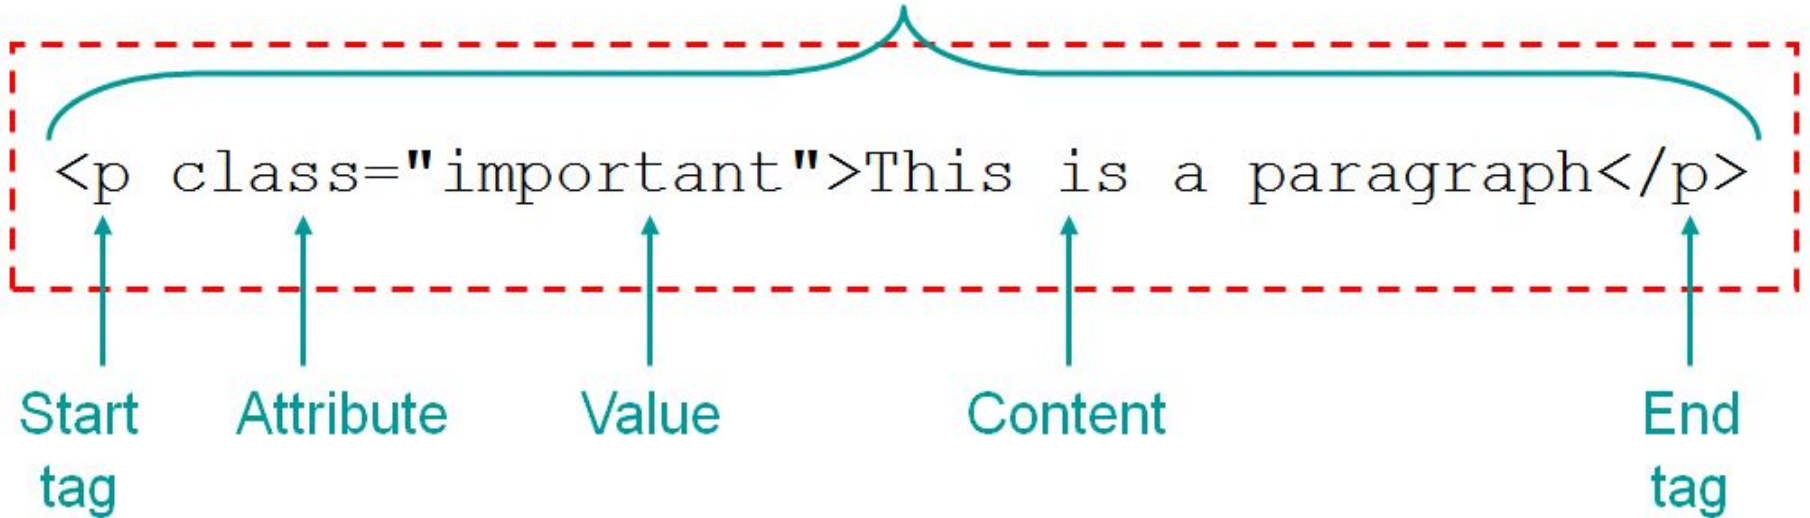 <p class="important">This is a paragraph</p>
Start tag
Attribute
Value
Content
End tag